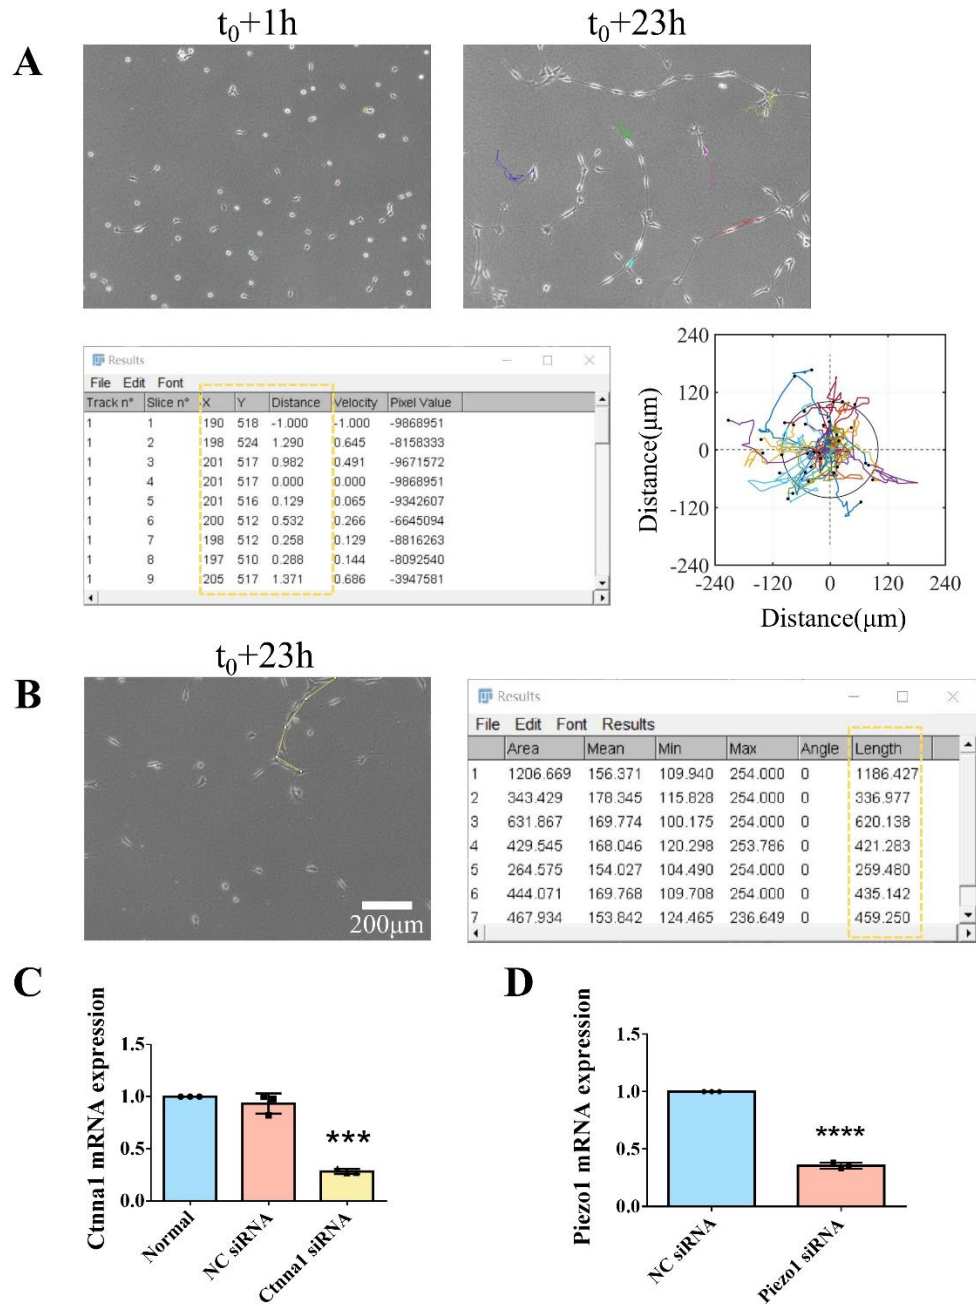 A
t₀+1h
t₀+23h
Results
File Edit Font
Track n° Slice n° X Y Distance Velocity Pixel Value
1 1 190 518 -1.000 -1.000 -9868951
1 2 198 524 1.290 0.645 -8158333
1 3 201 517 0.982 0.491 -9671572
1 4 201 517 0.000 0.000 -9868951
1 5 201 516 0.129 0.065 -9342607
1 6 200 512 0.532 0.266 -6645094
1 7 198 512 0.258 0.129 -8816263
1 8 197 510 0.288 0.144 -8092540
1 9 205 517 1.371 0.686 -3947581
Distance(μm)
240
120
0
-120
-240
-240 -120 0 120 240
Distance(μm)
B
t₀+23h
200μm
Results
File Edit Font Results
Area Mean Min Max Angle Length
1 1206.669 156.371 109.940 254.000 0 1186.427
2 343.429 178.345 115.828 254.000 0 336.977
3 631.867 169.774 100.175 254.000 0 620.138
4 429.545 168.046 120.298 253.786 0 421.283
5 264.575 154.027 104.490 254.000 0 259.480
6 444.071 169.768 109.708 254.000 0 435.142
7 467.934 153.842 124.465 236.649 0 459.250
C
Ctnna1 mRNA expression
1.5
1.0
0.5
0.0
***
Normal
NC siRNA
Ctnna1 siRNA
D
Piezo1 mRNA expression
1.5
1.0
0.5
0.0
****
NC siRNA
Piezo1 siRNA